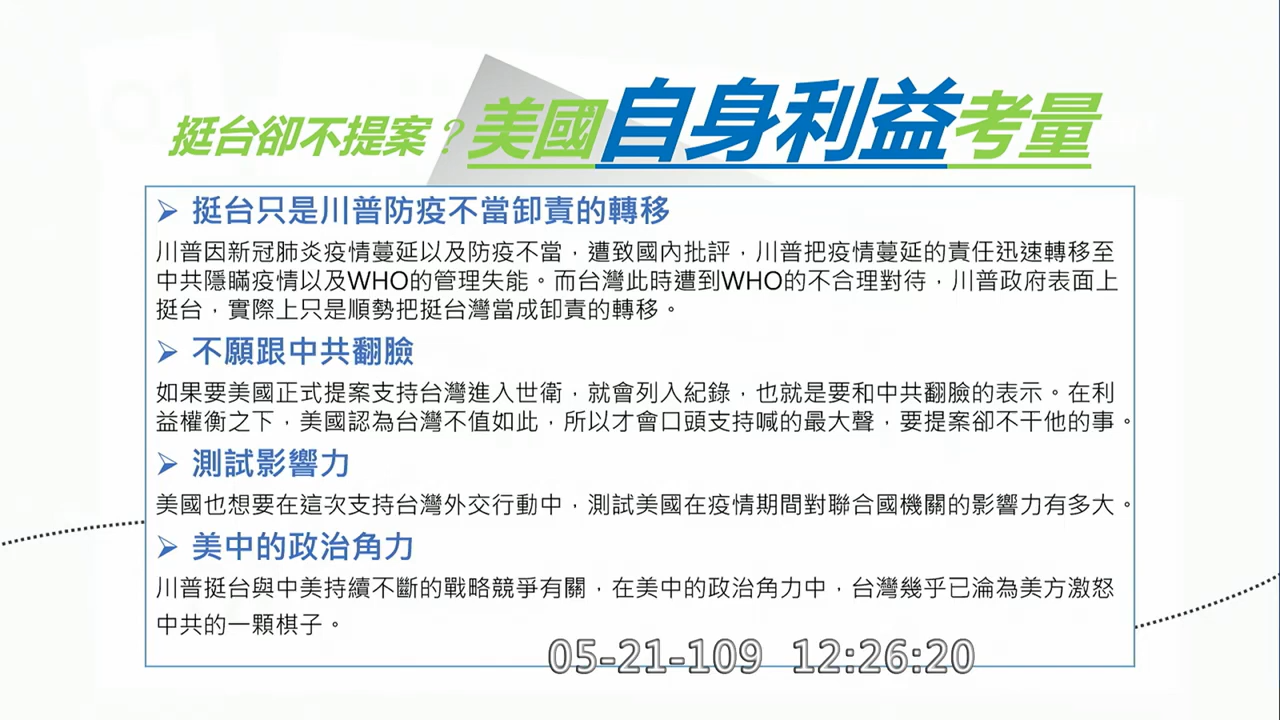 挺台卻不提案？美國自身利益考量
➢ 挺台只是川普防疫不當卸責的轉移
川普因新冠肺炎疫情蔓延以及防疫不當，遭致國內批評，川普把疫情蔓延的責任迅速轉移至
中共隱瞞疫情以及WHO的管理失能。而台灣此時遭到WHO的不合理對待，川普政府表面上
挺台，實際上只是順勢把挺台灣當成卸責的轉移。
➢ 不願跟中共翻臉
如果要美國正式提案支持台灣進入世衛，就會列入紀錄，也就是要和中共翻臉的表示。在利
益權衡之下，美國認為台灣不值如此，所以才會口頭支持喊的最大聲，要提案卻不干他的事。
➢ 測試影響力
美國也想要在這次支持台灣外交行動中，測試美國在疫情期間對聯合國機關的影響力有多大。
➢ 美中的政治角力
川普挺台與中美持續不斷的戰略競爭有關，在美中的政治角力中，台灣幾乎已淪為美方激怒
中共的一顆棋子。
05-21-109 12:26:20